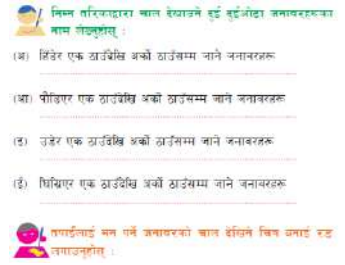 निम्न तरिकाद्वारा चाल देखाउने दुई दुईओटा जनावरहरूका
नाम लेख्नुहोस् :
(अ) हिंडेर एक ठाउँदेखि अर्को ठाउँसम्म जाने जनावरहरू
(आ) पौडिएर एक ठाउँदेखि अर्को ठाउँसम्म जाने जनावरहरू
(इ) उडेर एक ठाउँदेखि अर्को ठाउँसम्म जाने जनावरहरू
(ई) घिस्रिएर एक ठाउँदेखि अर्को ठाउँसम्म जाने जनावरहरू
तपाईंलाई मन पर्ने जनावरको चाल देखिने चित्र बनाई रङ
लगाउनुहोस् :